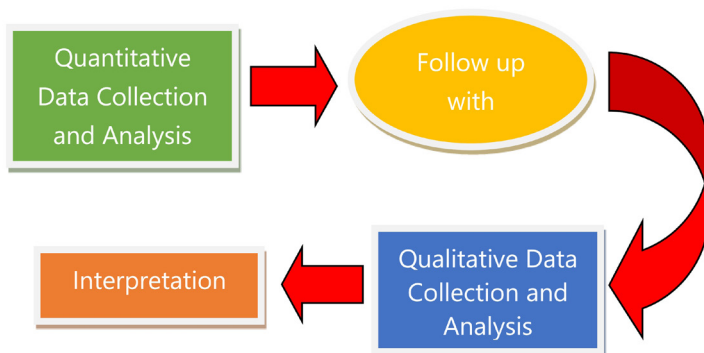 Quantitative
Data Collection
and Analysis
Follow up
with
Qualitative Data
Collection and
Analysis
Interpretation